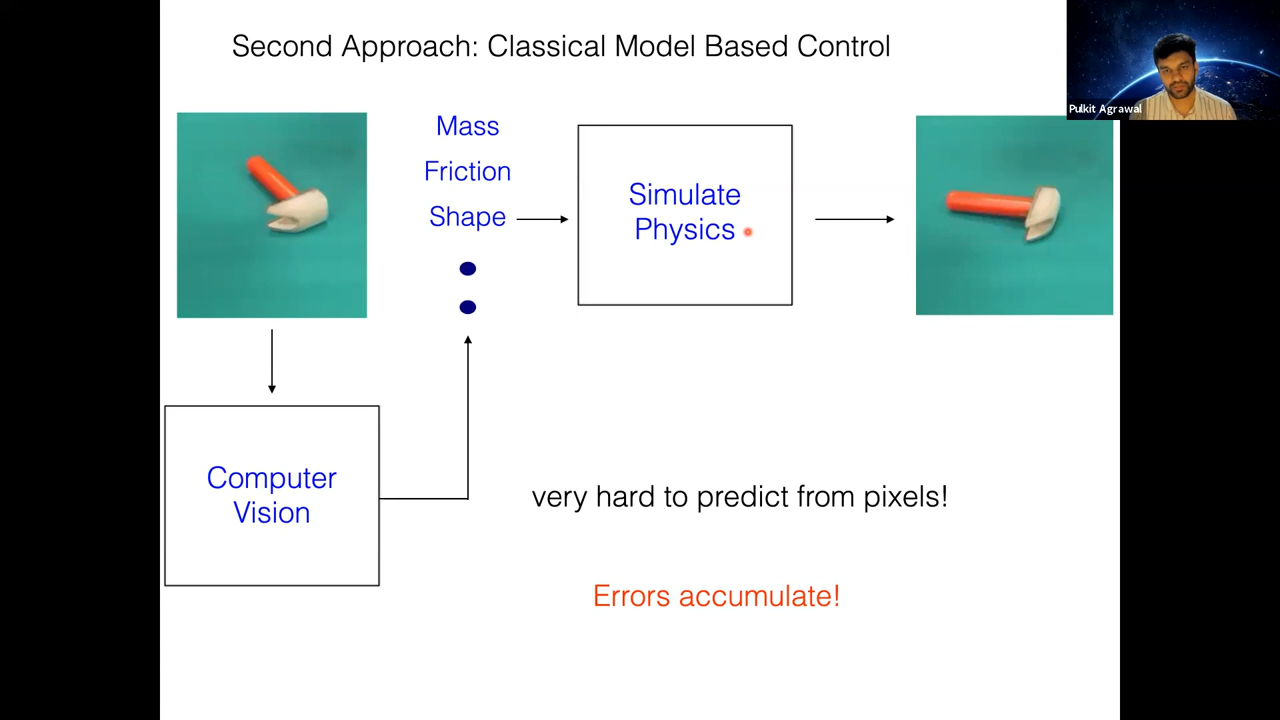 Second Approach: Classical Model Based Control
Pulkit Agrawal
Mass
Friction
Shape
Simulate
Physics
Computer
Vision
very hard to predict from pixels!
Errors accumulate!